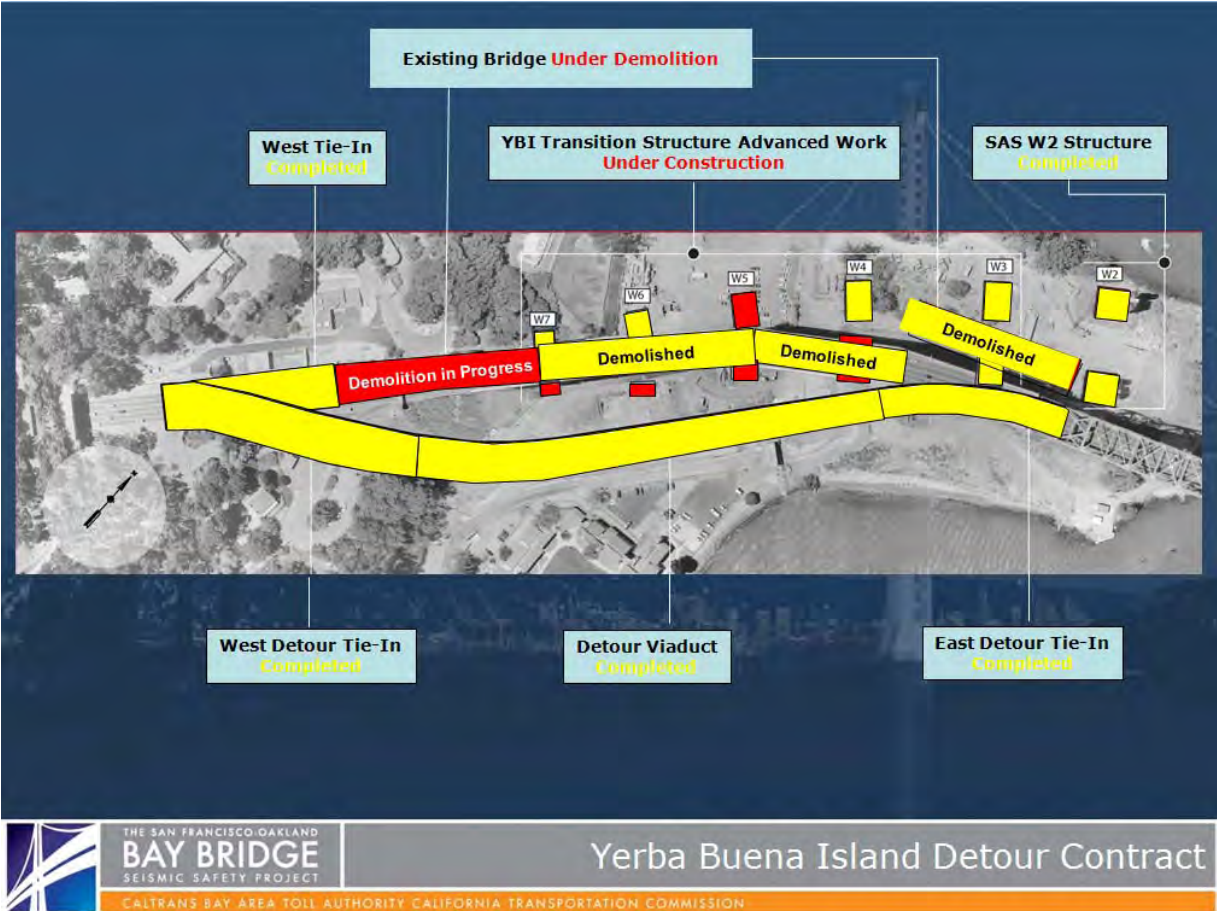 Existing Bridge Under Demolition
West Tie-In
Completed
YBI Transition Structure Advanced Work
Under Construction
SAS W2 Structure
Completed
W7
W6
W5
W4
W3
W2
Demolition in Progress
Demolished
Demolished
Demolished
West Detour Tie-In
Completed
Detour Viaduct
Completed
East Detour Tie-In
Completed
THE SAN FRANCISCO-OAKLAND
BAY BRIDGE
SEISMIC SAFETY PROJECT
Yerba Buena Island Detour Contract
CALTRANS BAY AREA TOLL AUTHORITY CALIFORNIA TRANSPORTATION COMMISSION